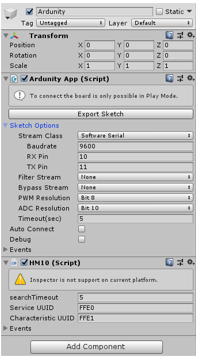 Ardunity
Static
Tag Untagged Layer Default
Transform
Position X 0 Y 0 Z 0
Rotation X 0 Y 0 Z 0
Scale X 1 Y 1 Z 1
Ardunity App (Script)
To connect the board is only possible in Play Mode.
Export Sketch
Sketch Options
Stream Class Software Serial
Baudrate 9600
RX Pin 10
TX Pin 11
Filter Stream None
Bypass Stream None
PWM Resolution Bit 8
ADC Resolution Bit 10
Timeout(sec) 5
Auto Connect
Debug
Events
HM10 (Script)
Inspector is not support on current platform.
searchTimeout 5
Service UUID FFE0
Characteristic UUID FFE1
Events
Add Component